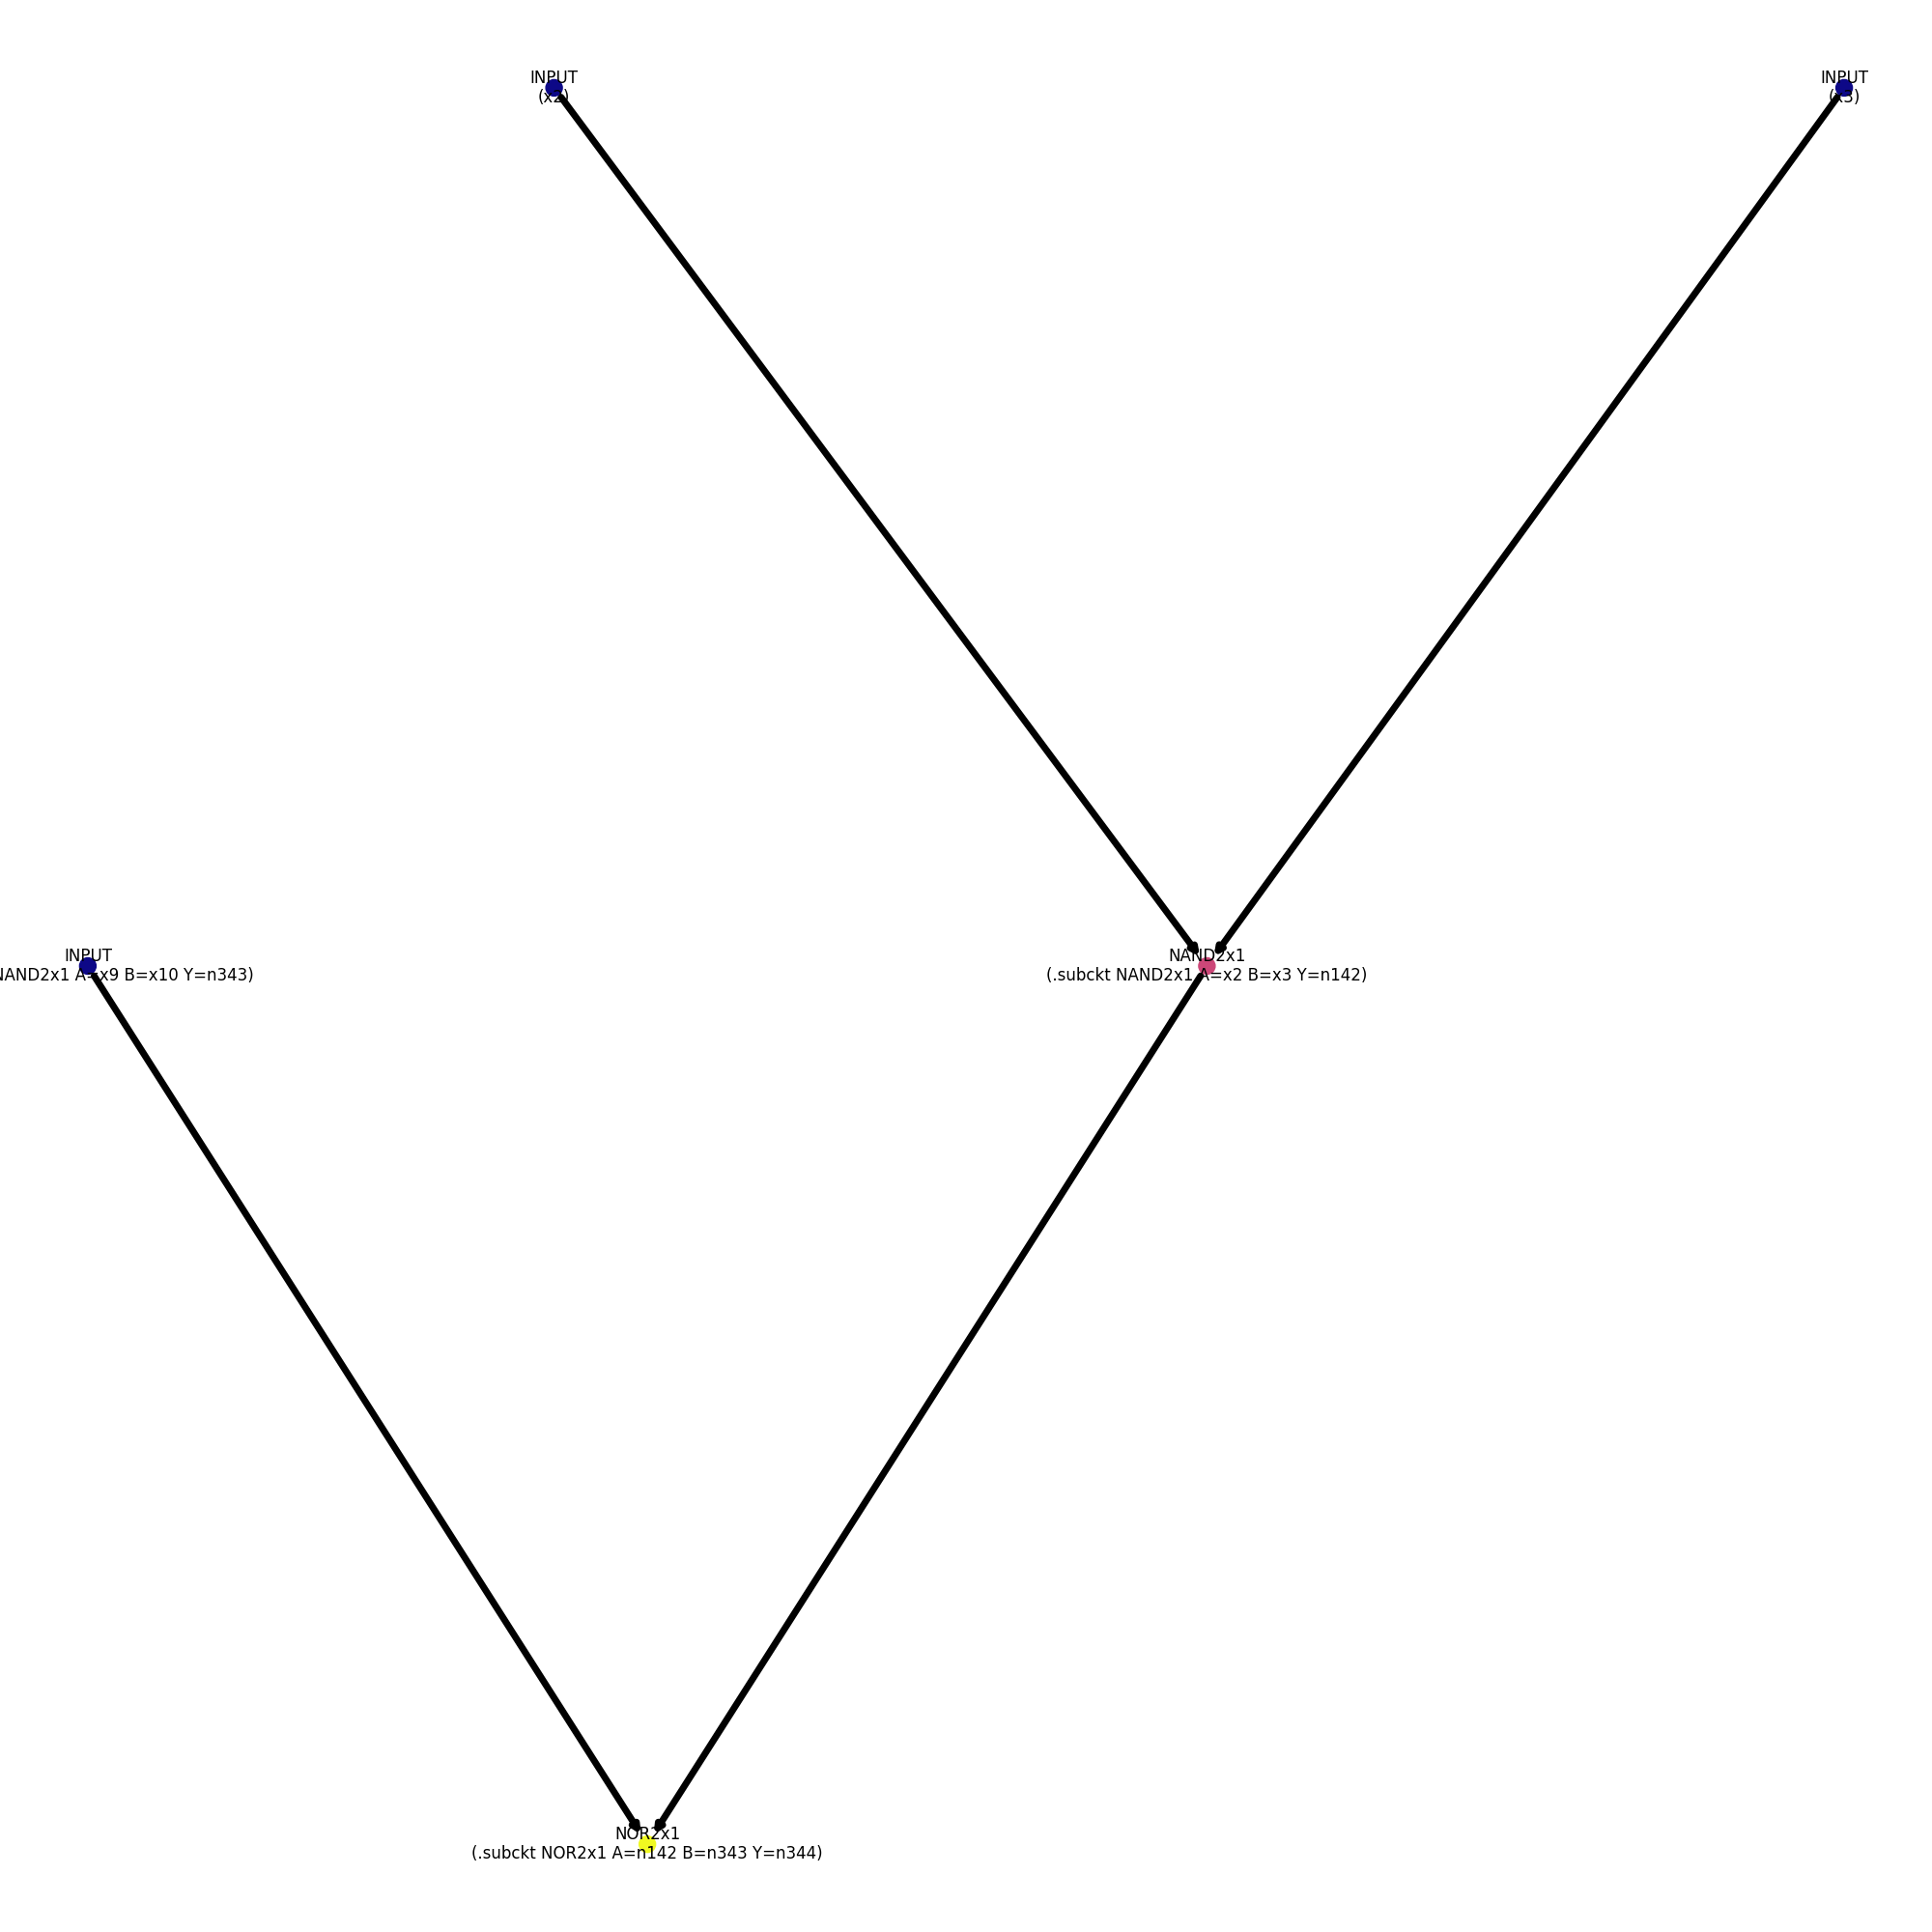 INPUT
(x2)
INPUT
(x3)
INPUT
NAND2x1 A=x9 B=x10 Y=n343)
NAND2x1
(.subckt NAND2x1 A=x2 B=x3 Y=n142)
NOR2x1
(.subckt NOR2x1 A=n142 B=n343 Y=n344)